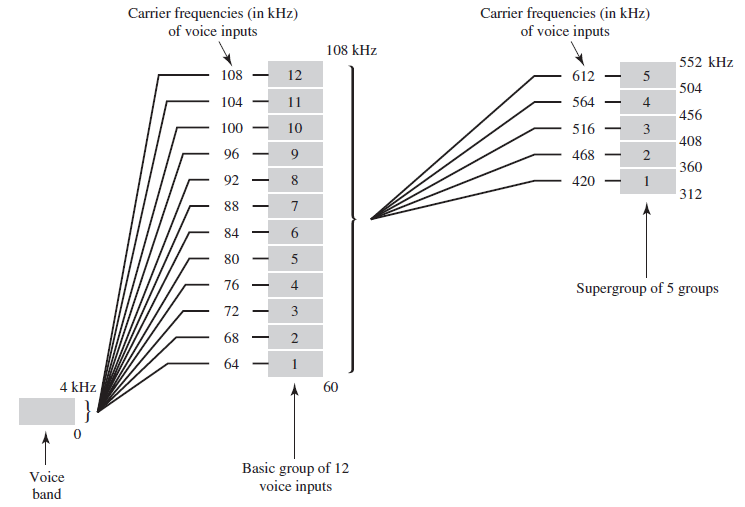 Carrier frequencies (in kHz)
of voice inputs
108 kHz
108 12
104 11
100 10
96 9
92 8
88 7
84 6
80 5
76 4
72 3
68 2
64 1
60
4 kHz
}
0
Voice
band
Basic group of 12
voice inputs
Carrier frequencies (in kHz)
of voice inputs
552 kHz
612 5
504
564 4
456
516 3
408
468 2
360
420 1
312
Supergroup of 5 groups